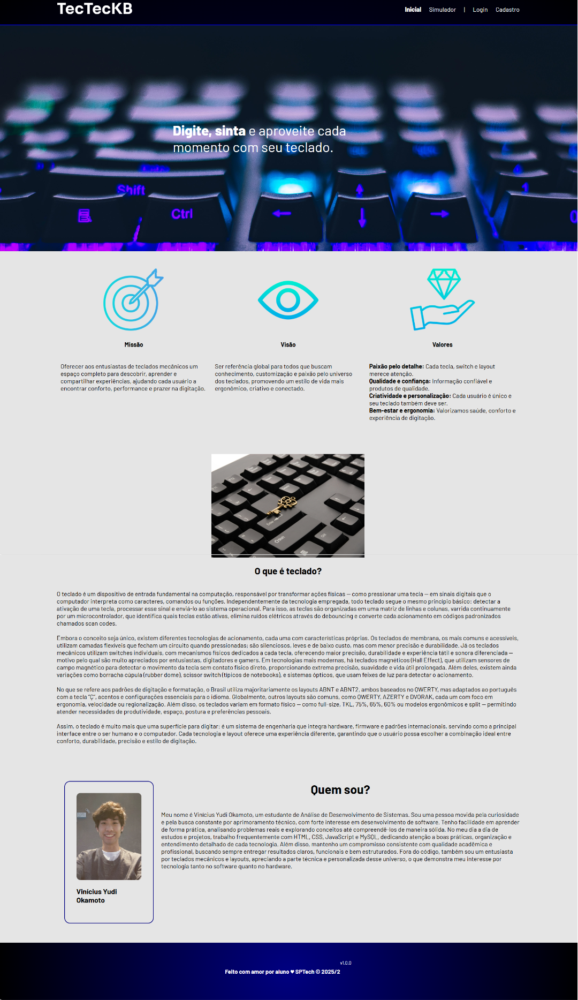 TecTecKB
Inicial Simulador | Login Cadastro
Digite, sinta e aproveite cada
momento com seu teclado.
Shift
Ctrl
Missão
Oferecer aos entusiastas de teclados mecânicos um
espaço completo para descobrir, aprender e
compartilhar experiências, ajudando cada usuário a
encontrar conforto, performance e prazer na digitação.
Visão
Ser referência global para todos que buscam
conhecimento, customização e paixão pelo universo
dos teclados, promovendo um estilo de vida mais
ergonômico, criativo e conectado.
Valores
Paixão pelo detalhe: Cada tecla, switch e layout
merece atenção.
Qualidade e confiança: Informação confiável e
produtos de qualidade.
Criatividade e personalização: Cada usuário é único e
seu teclado também deve ser.
Bem-estar e ergonomia: Valorizamos saúde, conforto e
experiência de digitação.
Enter
Shift
Ctrl
O que é teclado?
O teclado é um dispositivo de entrada fundamental na computação, responsável por transformar ações físicas — como pressionar uma tecla — em sinais digitais que o
computador interpreta como caracteres, comandos ou funções. Independentemente da tecnologia empregada, todo teclado segue o mesmo princípio básico: detectar a
ativação de uma tecla, processar esse sinal e enviá-lo ao sistema operacional. Para isso, as teclas são organizadas em uma matriz de linhas e colunas, varrida continuamente
por um microcontrolador, que identifica quais teclas estão ativas, elimina ruídos elétricos através do debouncing e converte cada acionamento em códigos padronizados
chamados scan codes.
Embora o conceito seja único, existem diferentes tecnologias de acionamento, cada uma com características próprias. Os teclados de membrana, os mais comuns e acessíveis,
utilizam camadas flexíveis que fecham um circuito quando pressionadas; são silenciosos, leves e de baixo custo, mas com menor precisão e durabilidade. Já os teclados
mecânicos utilizam switches individuais, com mecanismos físicos dedicados a cada tecla, oferecendo maior precisão, durabilidade e experiência tátil e sonora diferenciada —
motivo pelo qual são muito apreciados por entusiastas, digitadores e gamers. Em tecnologias mais modernas, há teclados magnéticos (Hall Effect), que utilizam sensores de
campo magnético para detectar o movimento da tecla sem contato físico direto, proporcionando extrema precisão, suavidade e vida útil prolongada. Além deles, existem ainda
variações como borracha cúpula (rubber dome), scissor switch (típicos de notebooks), e sistemas ópticos, que usam feixes de luz para detectar o acionamento.
No que se refere aos padrões de digitação e formatação, o Brasil utiliza majoritariamente os layouts ABNT e ABNT2, ambos baseados no QWERTY, mas adaptados ao português
com a tecla “Ç”, acentos e configurações essenciais para o idioma. Globalmente, outros layouts são comuns, como QWERTY, AZERTY e DVORAK, cada um com foco em
ergonomia, velocidade ou regionalização. Além disso, os teclados variam em formato físico — como full-size, TKL, 75%, 65%, 60% ou modelos ergonômicos e split — permitindo
atender necessidades de produtividade, espaço, postura e preferências pessoais.
Assim, o teclado é muito mais que uma superfície para digitar: é um sistema de engenharia que integra hardware, firmware e padrões internacionais, servindo como a principal
interface entre o ser humano e o computador. Cada tecnologia e layout oferece uma experiência diferente, garantindo que o usuário possa escolher a combinação ideal entre
conforto, durabilidade, precisão e estilo de digitação.
Vinícius Yudi
Okamoto
Quem sou?
Meu nome é Vinícius Yudi Okamoto, um estudante de Análise de Desenvolvimento de Sistemas. Sou uma pessoa movida pela curiosidade
e pela busca constante por aprimoramento técnico, com forte interesse em desenvolvimento de software. Tenho facilidade em aprender
de forma prática, analisando problemas reais e explorando conceitos até compreendê-los de maneira sólida. No meu dia a dia de
estudos e projetos, trabalho frequentemente com HTML, CSS, JavaScript e MySQL, dedicando atenção a boas práticas, organização e
entendimento detalhado de cada tecnologia. Além disso, mantenho um compromisso consistente com qualidade acadêmica e
profissional, buscando sempre entregar resultados claros, funcionais e bem estruturados. Fora do código, também sou um entusiasta
por teclados mecânicos e layouts, apreciando a parte técnica e personalizada desse universo, o que demonstra meu interesse por
tecnologia tanto no software quanto no hardware.
v1.0.0
Feito com amor por aluno ♥ SPTech © 2025/2